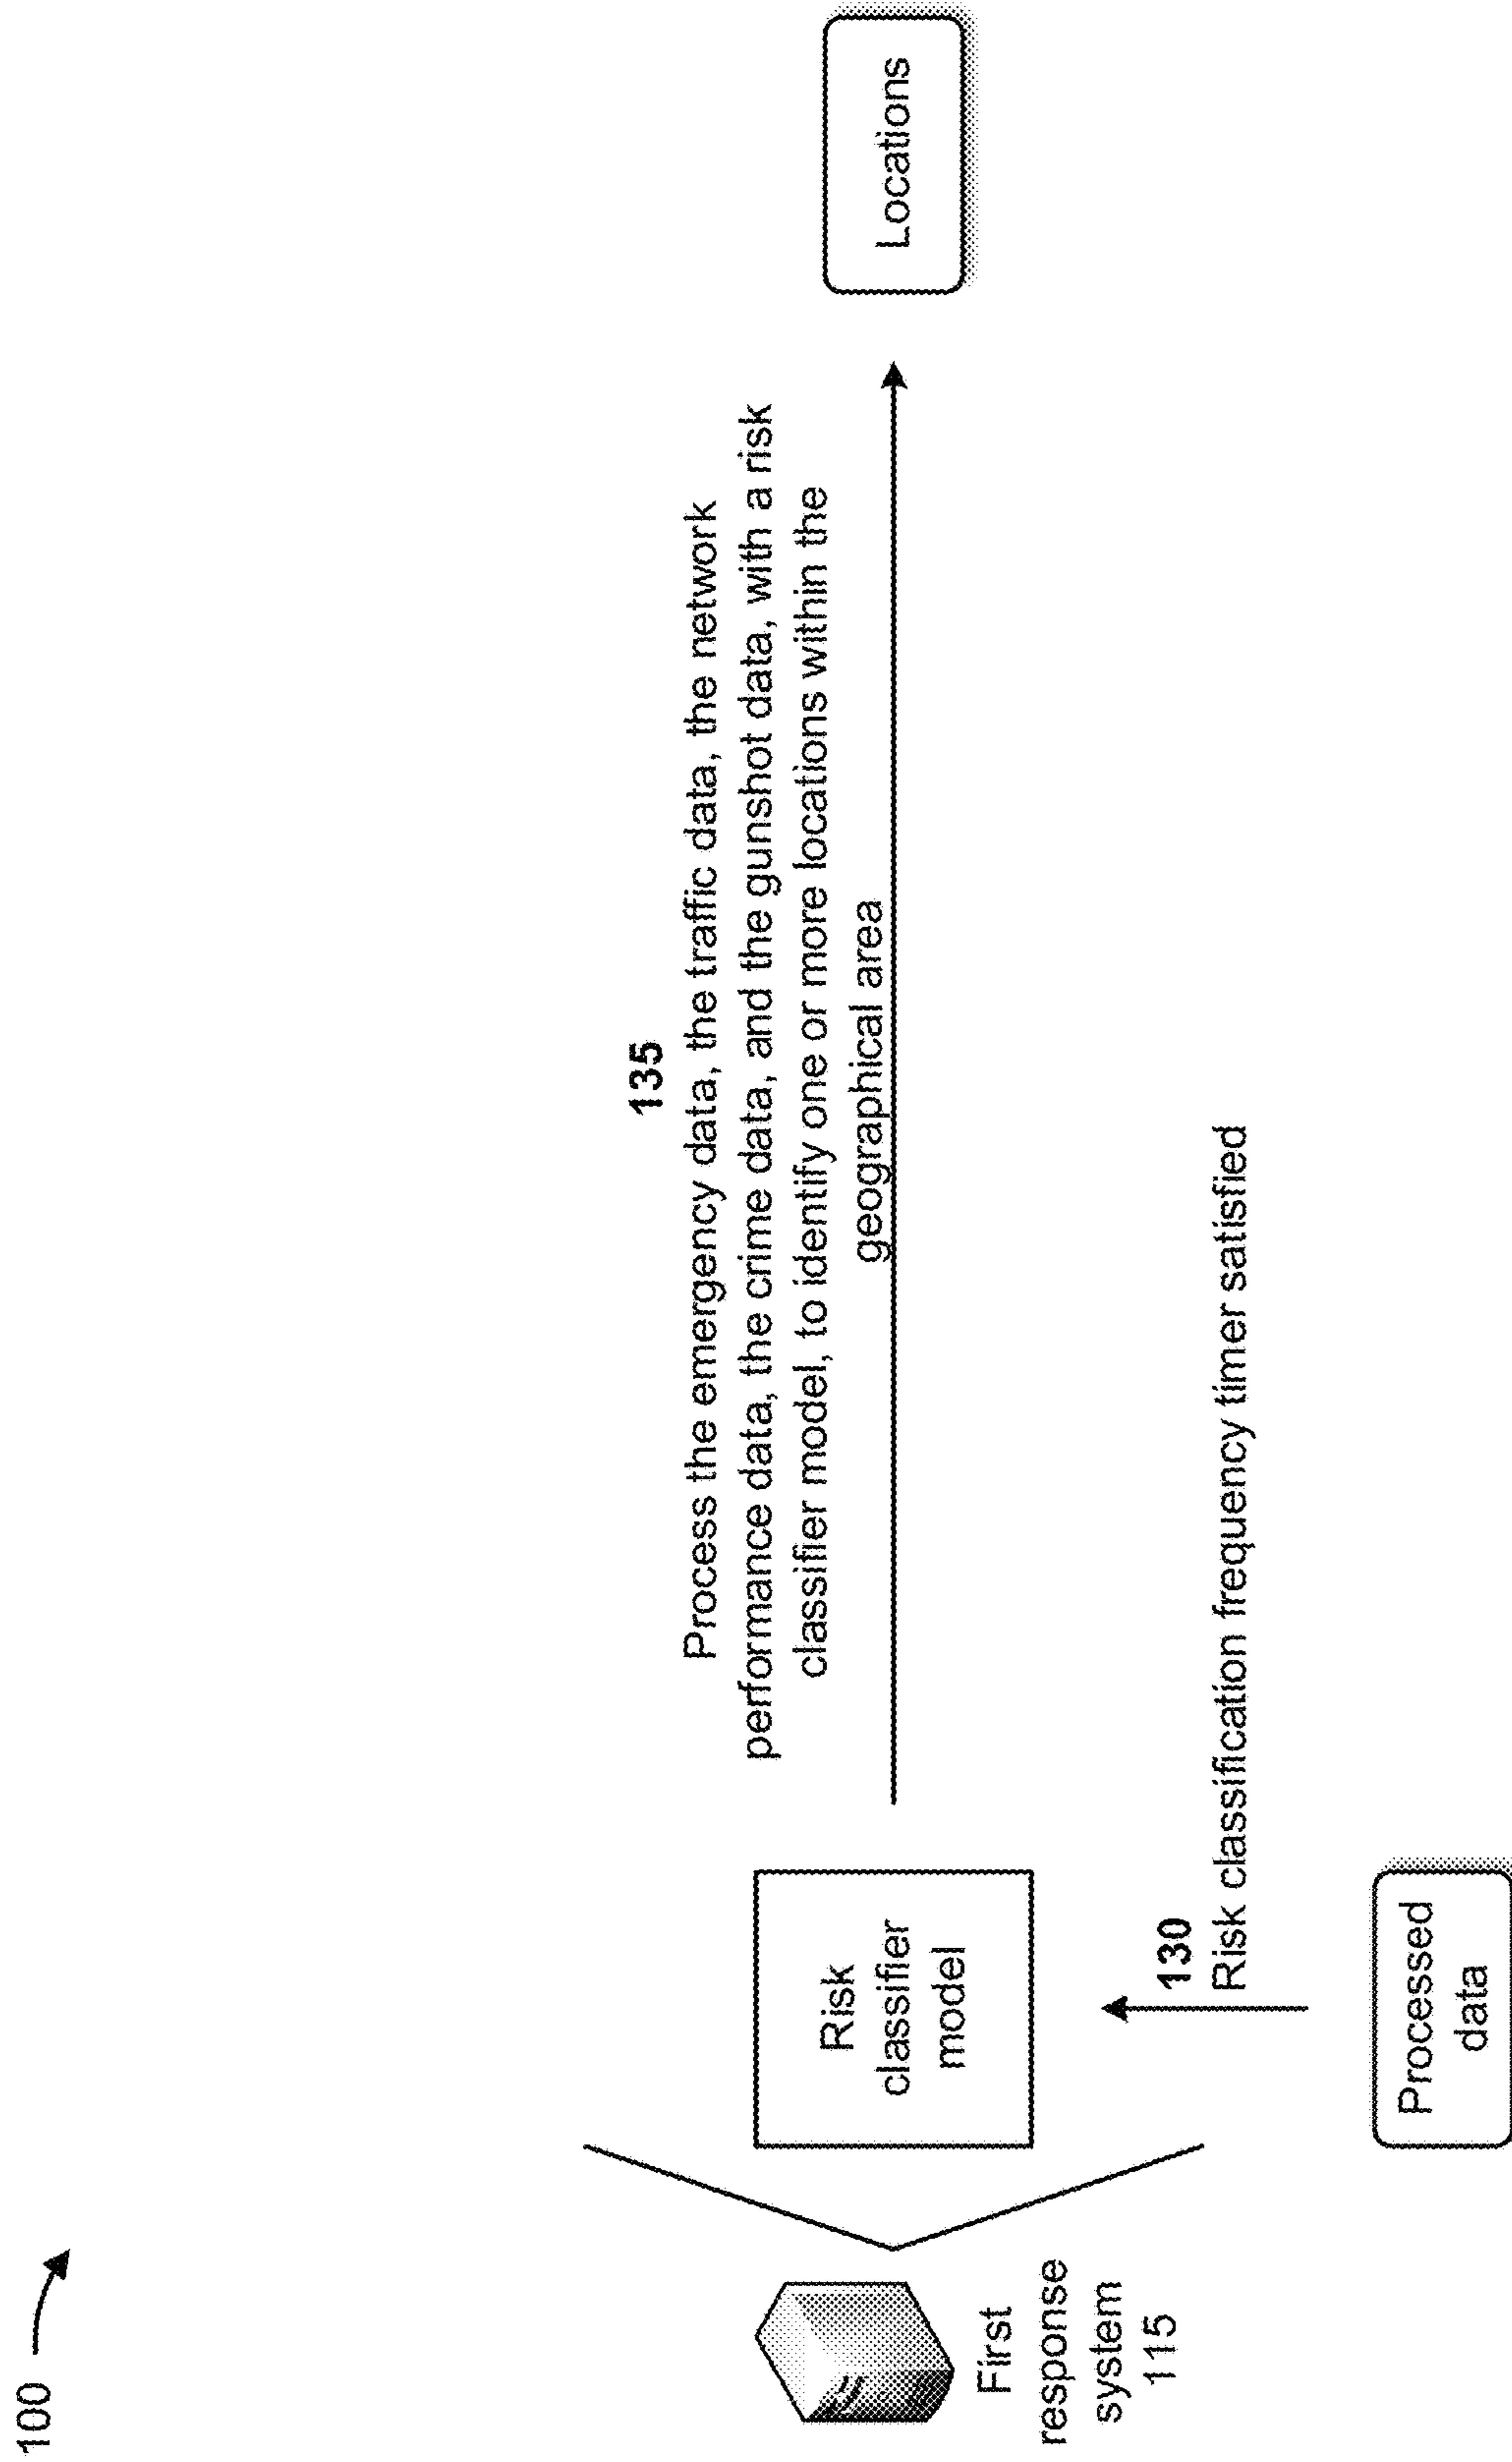 100
135
Process the emergency data, the traffic data, the network
performance data, the crime data, and the gunshot data, with a risk
classifier model, to identify one or more locations within the
geographical area
Locations
Risk
classifier
model
First
response
system
115
130
Risk classification frequency timer satisfied
Processed
data